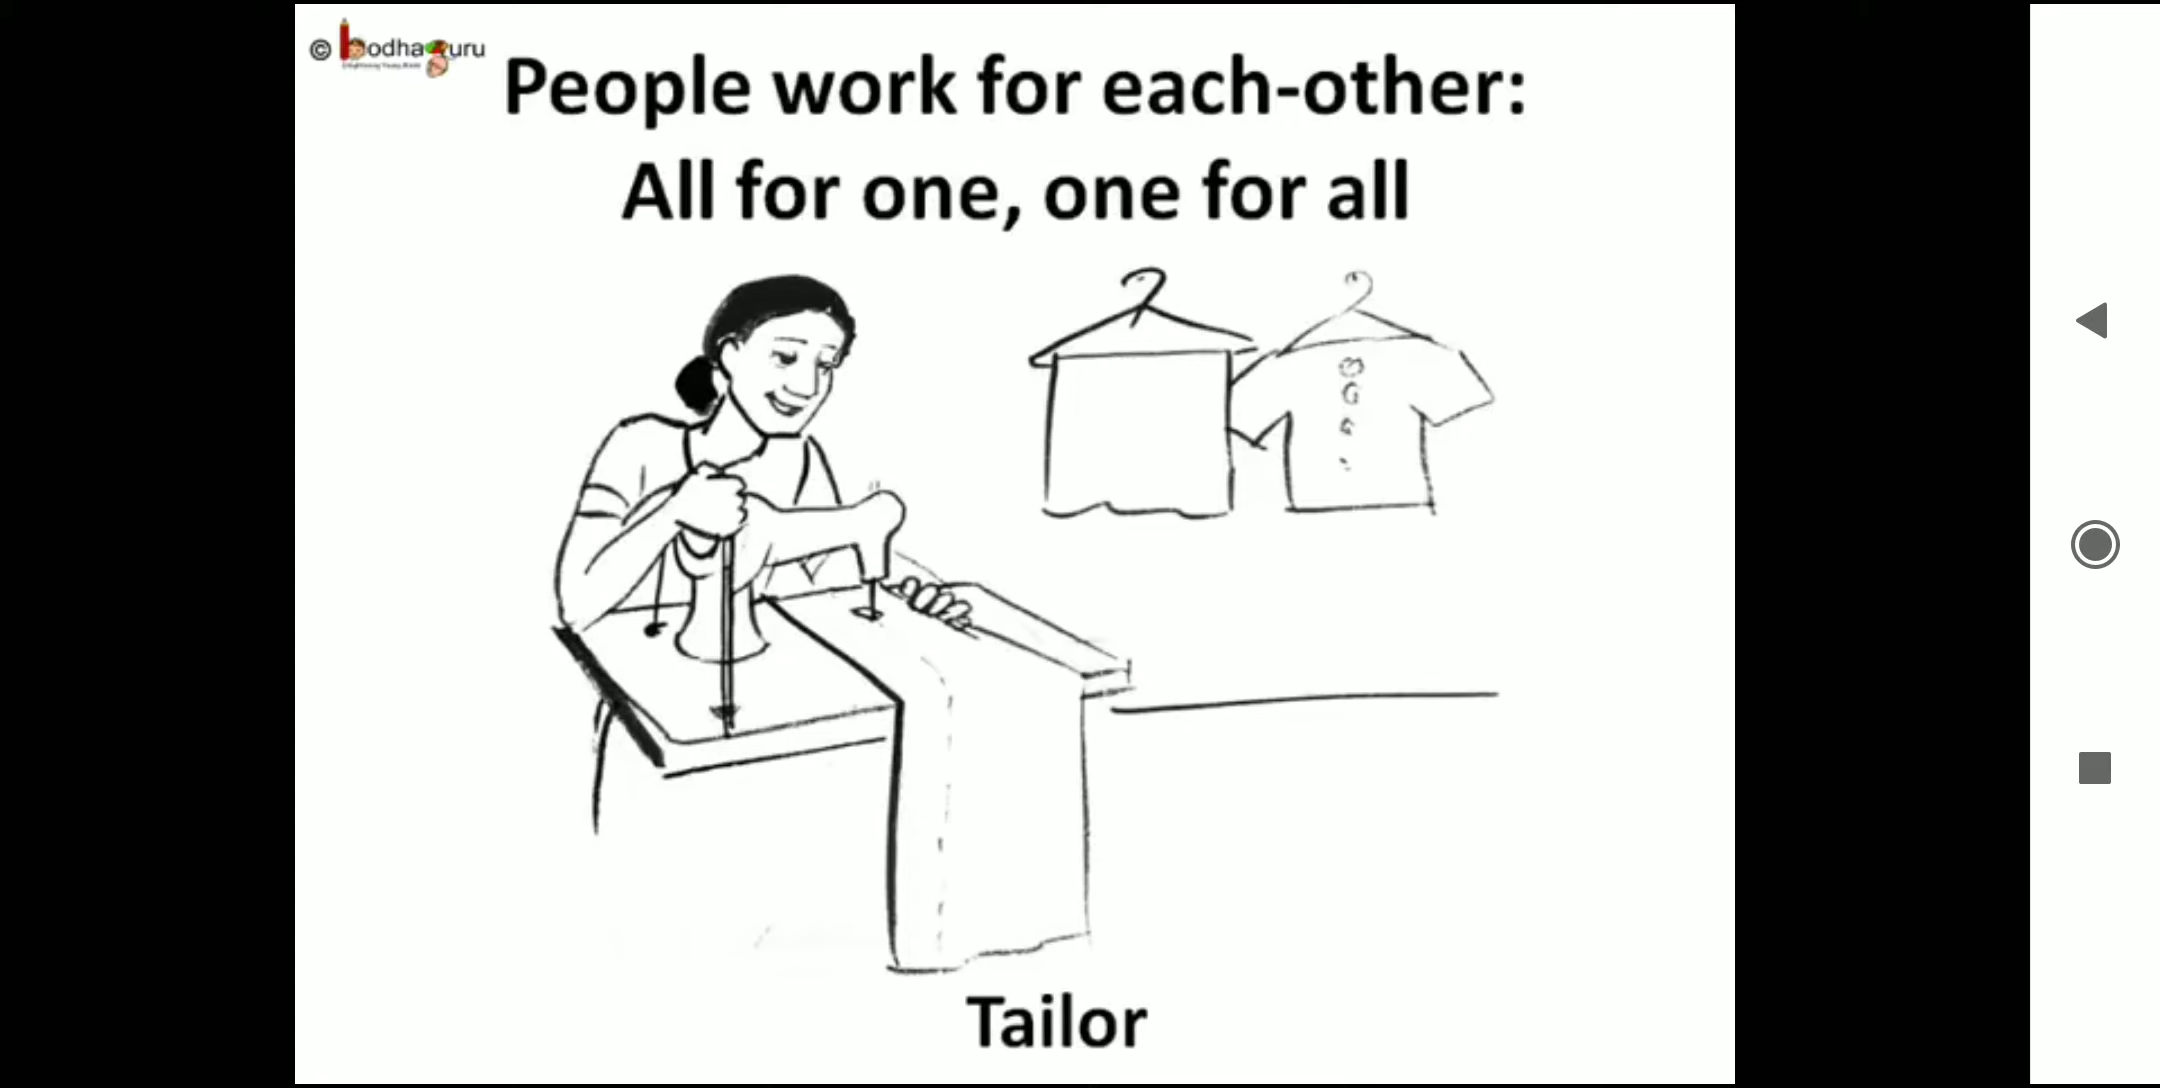 © bodhaguru
People work for each-other:
All for one, one for all
Tailor